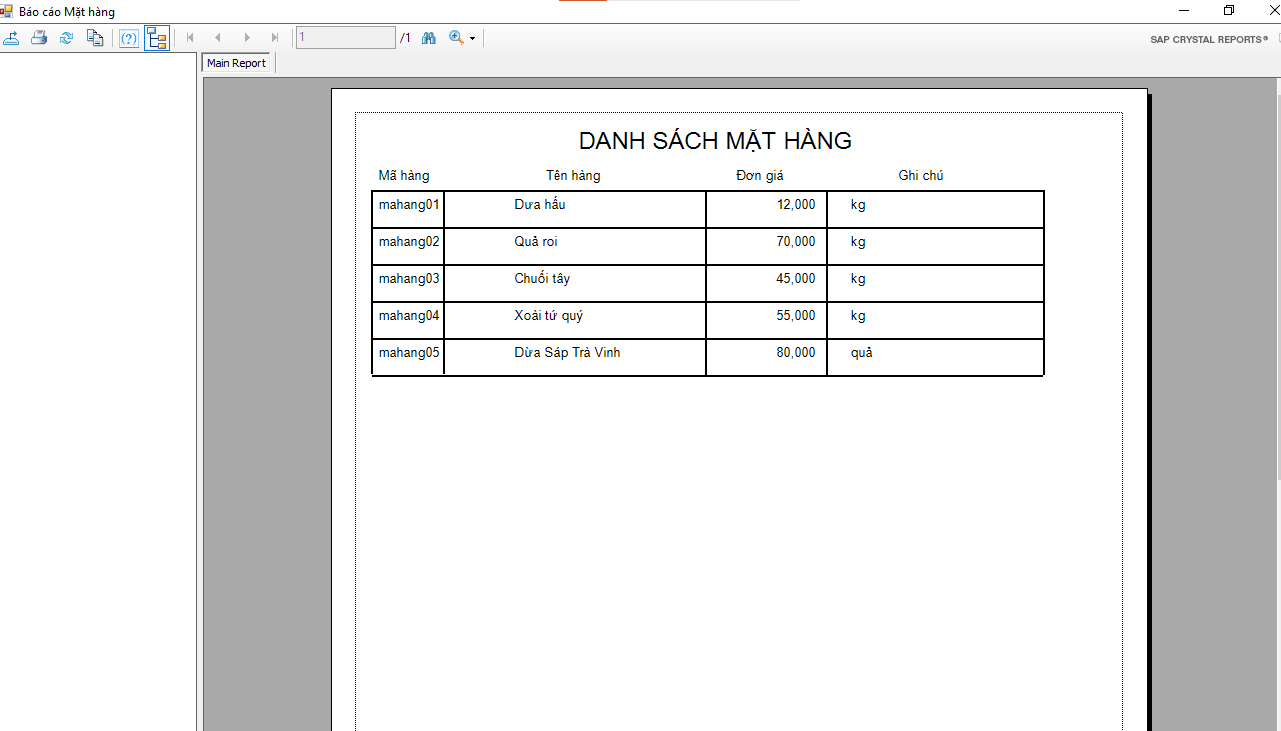 Báo cáo Mặt hàng
1 /1
SAP CRYSTAL REPORTS®
Main Report
DANH SÁCH MẶT HÀNG
Mã hàng Tên hàng Đơn giá Ghi chú
mahang01 Dưa hấu 12,000 kg
mahang02 Quả roi 70,000 kg
mahang03 Chuối tây 45,000 kg
mahang04 Xoài tứ quý 55,000 kg
mahang05 Dừa Sáp Trà Vinh 80,000 quả